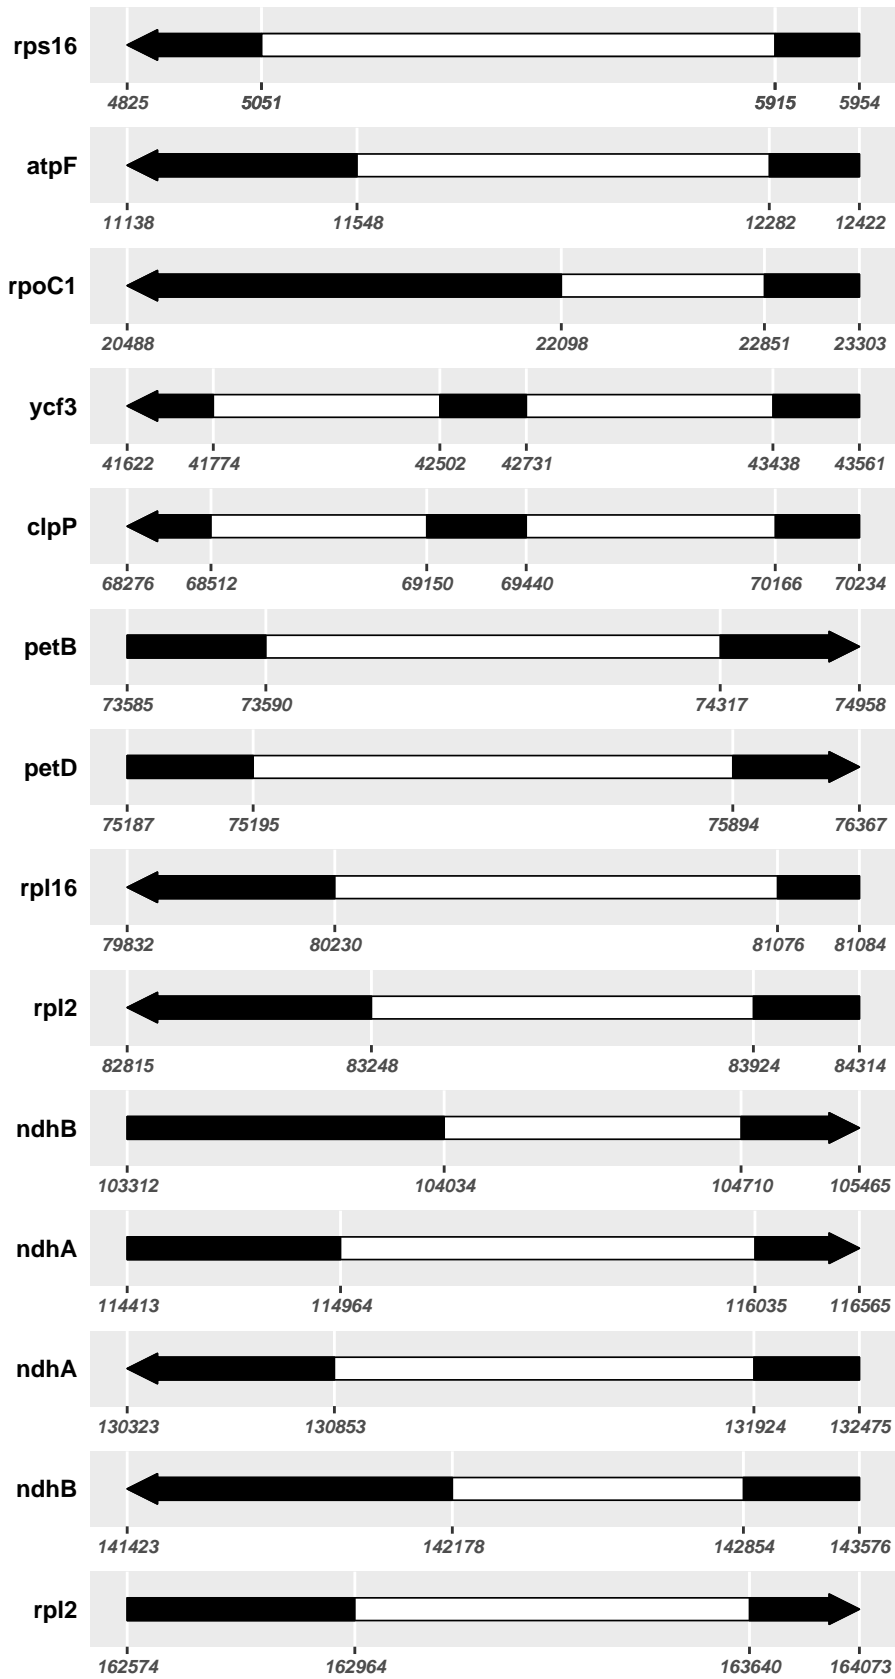 rps16
4825 5051 5915 5954
atpF
11138 11548 12282 12422
rpoC1
20488 22098 22851 23303
ycf3
41622 41774 42502 42731 43438 43561
clpP
68276 68512 69150 69440 70166 70234
petB
73585 73590 74317 74958
petD
75187 75195 75894 76367
rpl16
79832 80230 81076 81084
rpl2
82815 83248 83924 84314
ndhB
103312 104034 104710 105465
ndhA
114413 114964 116035 116565
ndhA
130323 130853 131924 132475
ndhB
141423 142178 142854 143576
rpl2
162574 162964 163640 164073